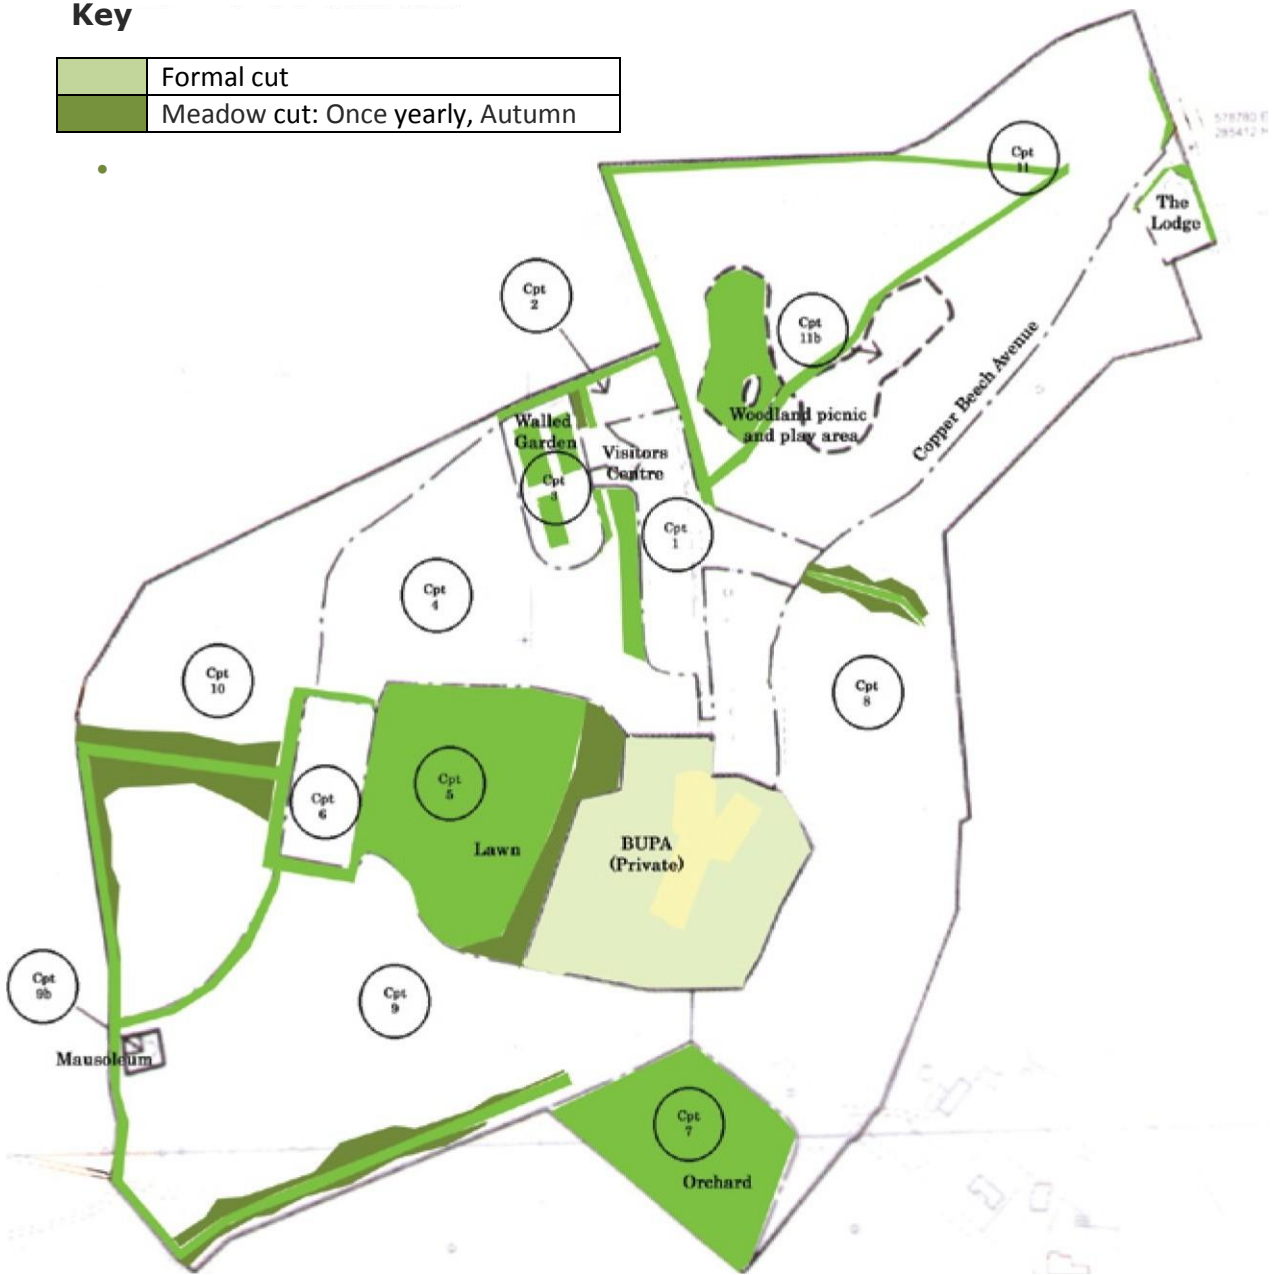 Key
Formal cut
Meadow cut: Once yearly, Autumn
Cpt
11
The
Lodge
Cpt
2
Cpt
11b
Copper Beech Avenue
Walled
Garden
Woodland picnic
and play area
Visitors
Centre
Cpt
3
Cpt
1
Cpt
4
Cpt
10
Cpt
8
Cpt
5
Cpt
6
Lawn
BUPA
(Private)
Cpt
9b
Cpt
9
Mausoleum
Cpt
7
Orchard